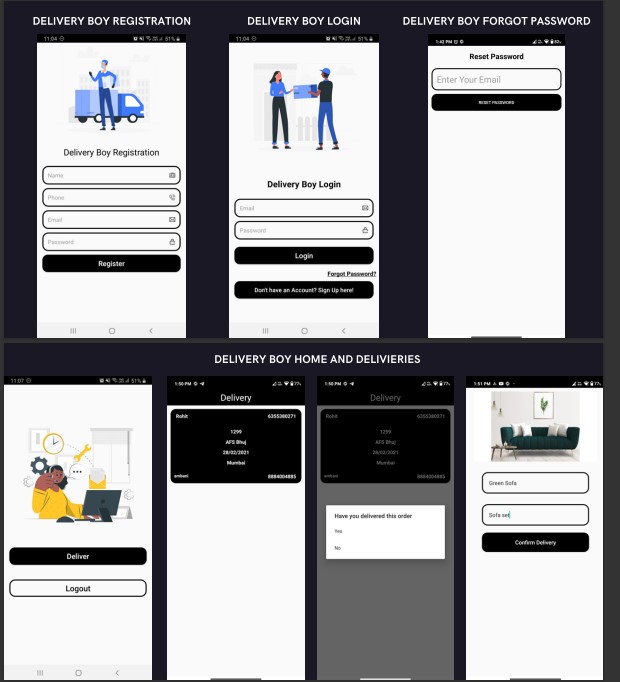 DELIVERY BOY REGISTRATION
11:04
51%
Delivery Boy Registration
Name
Phone
Email
Password
Register
DELIVERY BOY LOGIN
11:04
51%
Delivery Boy Login
Email
Password
Login
Forgot Password?
Don't have an Account? Sign Up here!
DELIVERY BOY FORGOT PASSWORD
1:42 PM
Reset Password
Enter Your Email
RESET PASSWORD
DELIVERY BOY HOME AND DELIVIERIES
11:07
51%
Deliver
Logout
1:50 PM
77%
Delivery
Rohit 6355380271
1299
AFS Bhuj
28/02/2021
Mumbai
ambavi 8884004885
1:50 PM
77%
Delivery
Rohit 6355380271
1299
AFS Bhuj
28/02/2021
Mumbai
ambavi 8884004885
Have you delivered this order
Yes
No
1:51 PM
77%
Green Sofa
Sofa set
Confirm Delivery